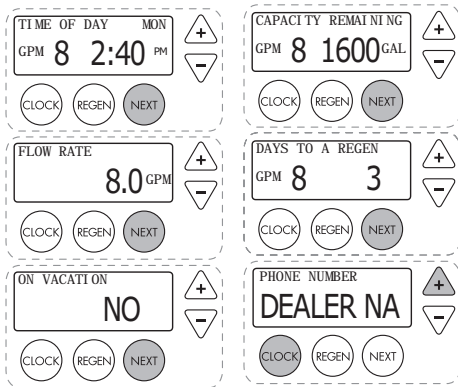 TIME OF DAY MON
GPM 8 2:40 PM
+
-
CLOCK REGEN NEXT
CAPACITY REMAINING
GPM 8 1600 GAL
+
-
CLOCK REGEN NEXT
FLOW RATE
8.0 GPM
+
-
CLOCK REGEN NEXT
DAYS TO A REGEN
GPM 8 3
+
-
CLOCK REGEN NEXT
ON VACATION
NO
+
-
CLOCK REGEN NEXT
PHONE NUMBER
DEALER NA
+
-
CLOCK REGEN NEXT